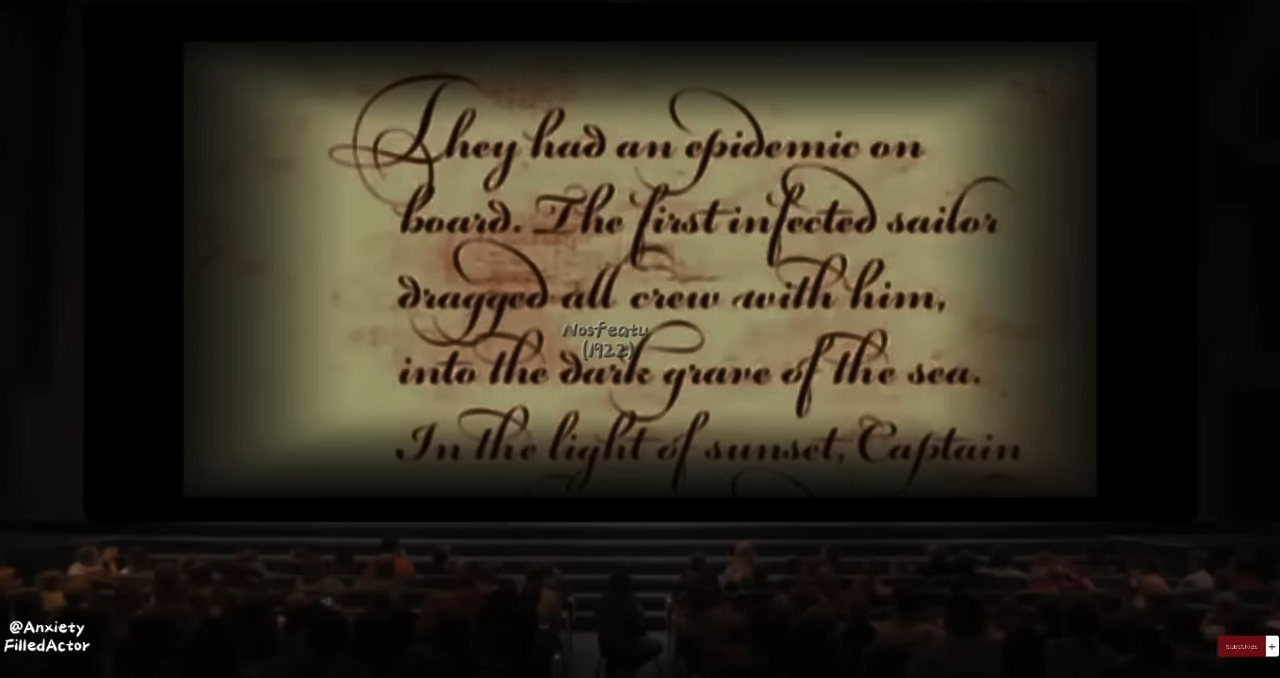 They had an epidemic on
board. The first infected sailor
dragged all crew with him,
Nosfeatu
(1922)
into the dark grave of the sea.
In the light of sunset, Captain
@Anxiety
FilledActor
SUBSCRIBE